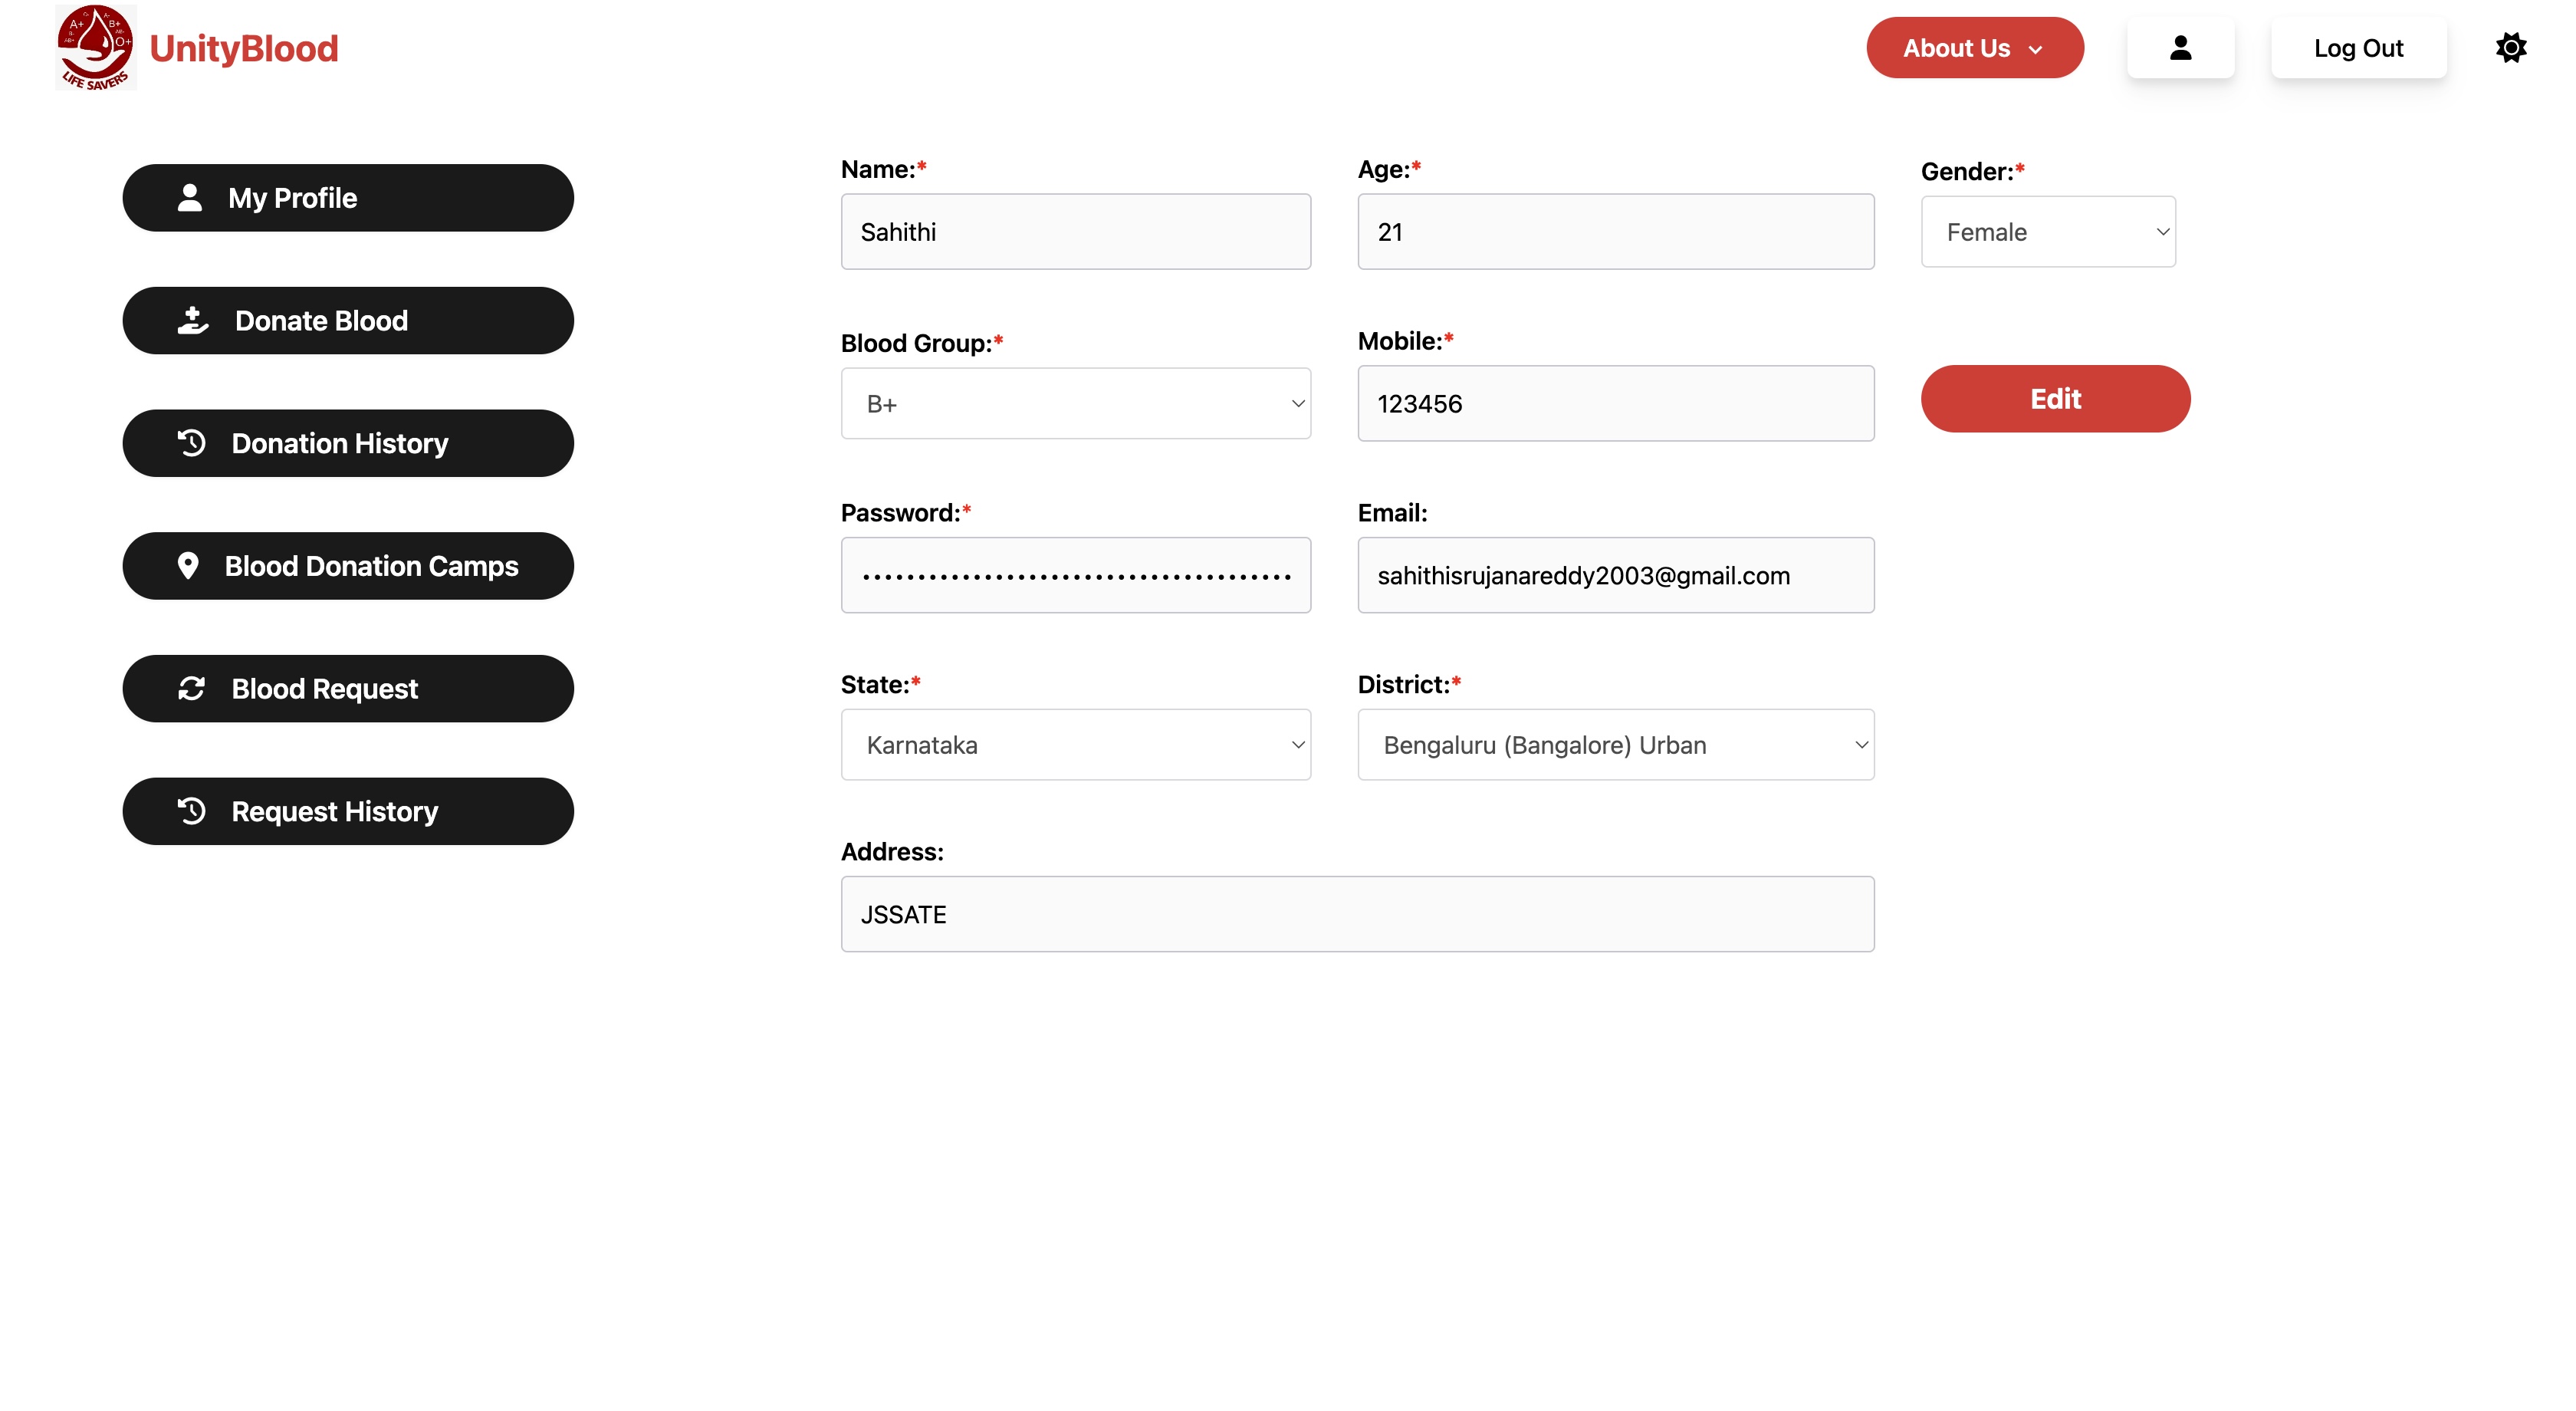 A+ B+
O+
LIFE SAVERS
UnityBlood
About Us
Log Out
My Profile
Donate Blood
Donation History
Blood Donation Camps
Blood Request
Request History
Name:* Age:* Gender:*
Sahithi 21 Female
Blood Group:* Mobile:*
B+ 123456 Edit
Password:* Email:
••••••••••••••••••••••••••••••••••••••• sahithisrujanareddy2003@gmail.com
State:* District:*
Karnataka Bengaluru (Bangalore) Urban
Address:
JSSATE